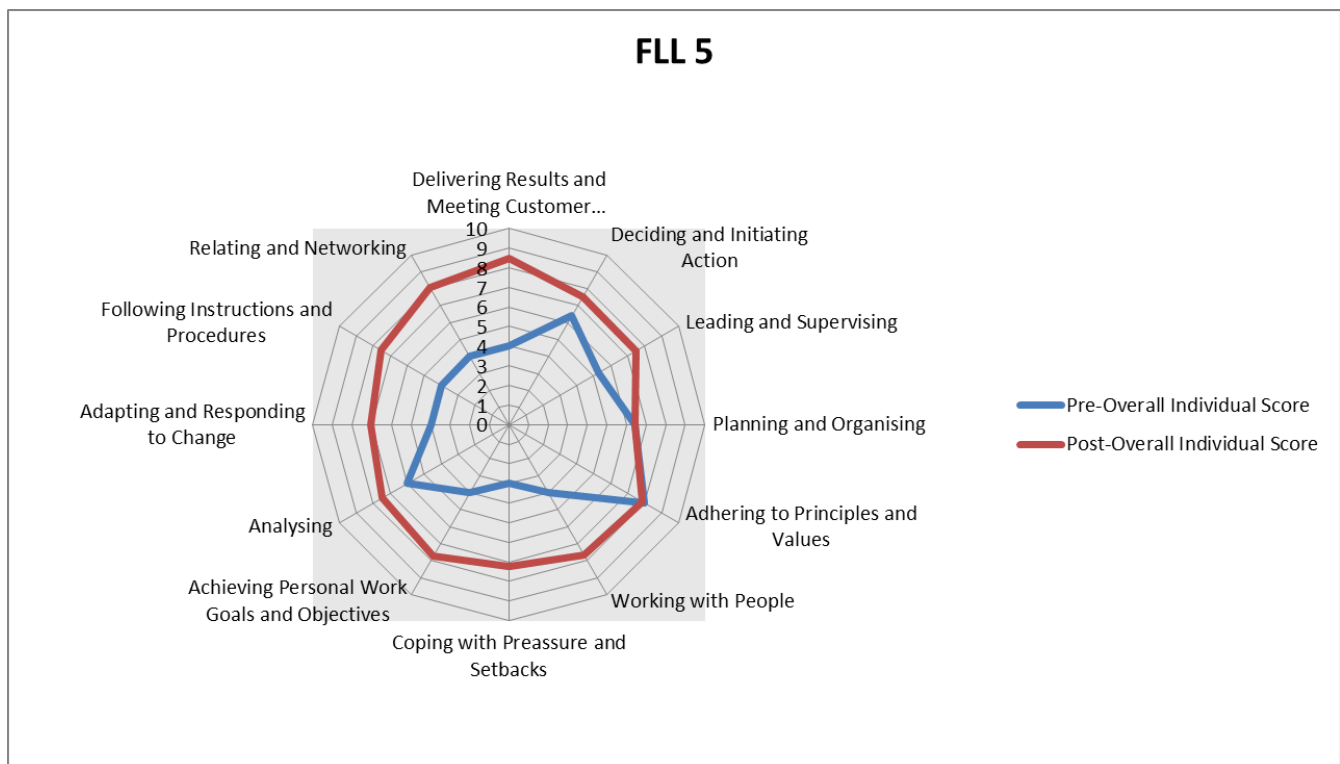 FLL 5
Delivering Results and
Meeting Customer...
Deciding and Initiating
Action
Leading and Supervising
Planning and Organising
Adhering to Principles and
Values
Working with People
Coping with Preassure and
Setbacks
Achieving Personal Work
Goals and Objectives
Analysing
Adapting and Responding
to Change
Following Instructions and
Procedures
Relating and Networking
10
9
8
7
6
5
4
3
2
1
0
Pre-Overall Individual Score
Post-Overall Individual Score